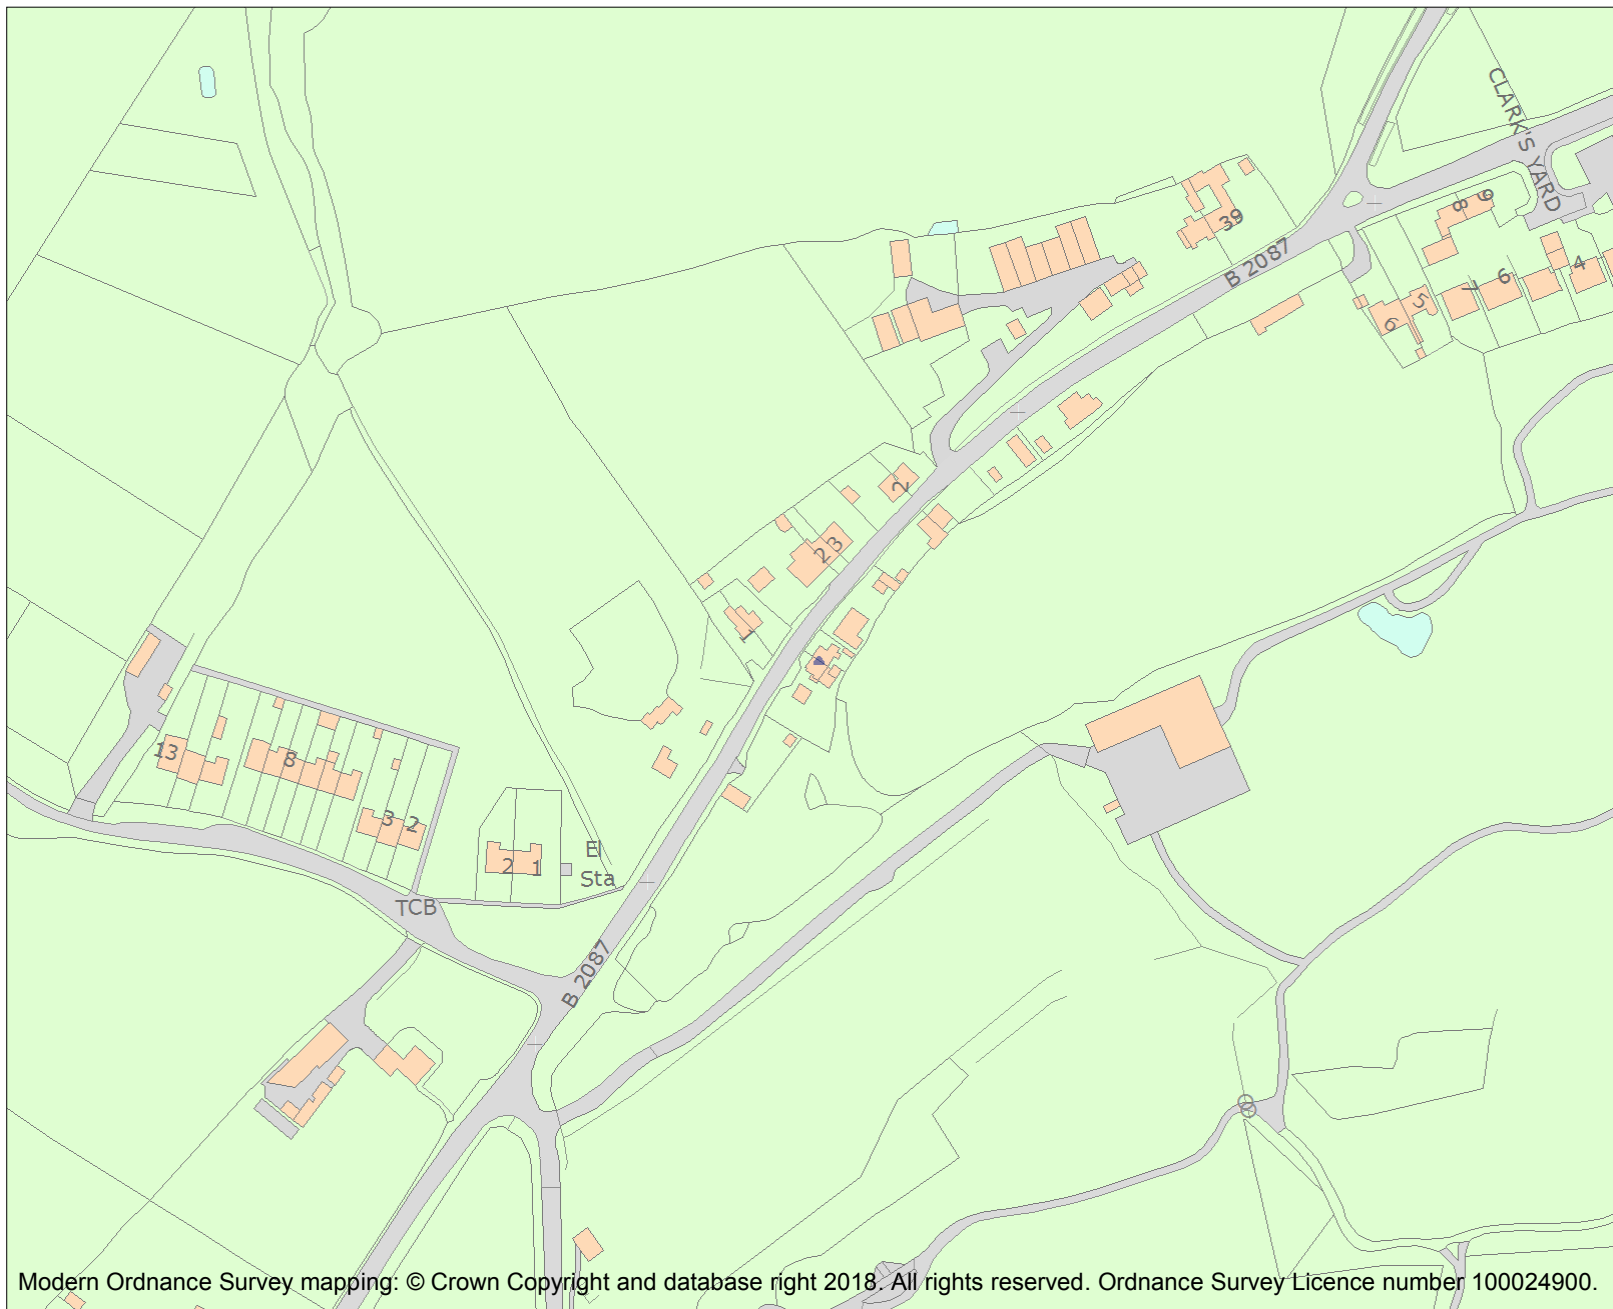 CLARK'S YARD
39
8
9
B 2087
7
6
4
5
6
2
2 3
1
13
8
3
2
2
1
El
Sta
TCB
B 2087
Modern Ordnance Survey mapping: © Crown Copyright and database right 2018. All rights reserved. Ordnance Survey Licence number 100024900.